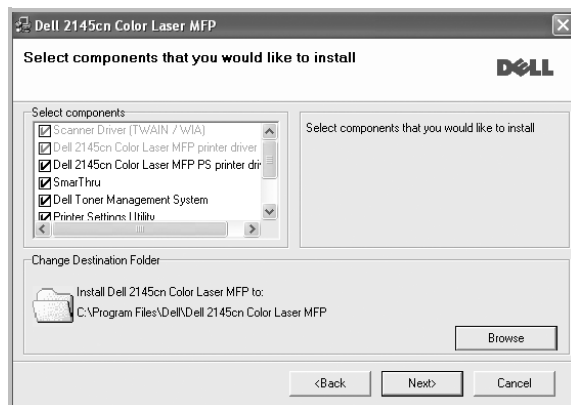 Dell 2145cn Color Laser MFP
Select components that you would like to install
DELL
Select components
Scanner Driver (TWAIN / WIA)
Dell 2145cn Color Laser MFP printer driver
Dell 2145cn Color Laser MFP PS printer dri
SmarThru
Dell Toner Management System
Printer Settings Utility
Select components that you would like to install
Change Destination Folder
Install Dell 2145cn Color Laser MFP to:
C:\Program Files\Dell\Dell 2145cn Color Laser MFP
Browse
<Back
Next>
Cancel